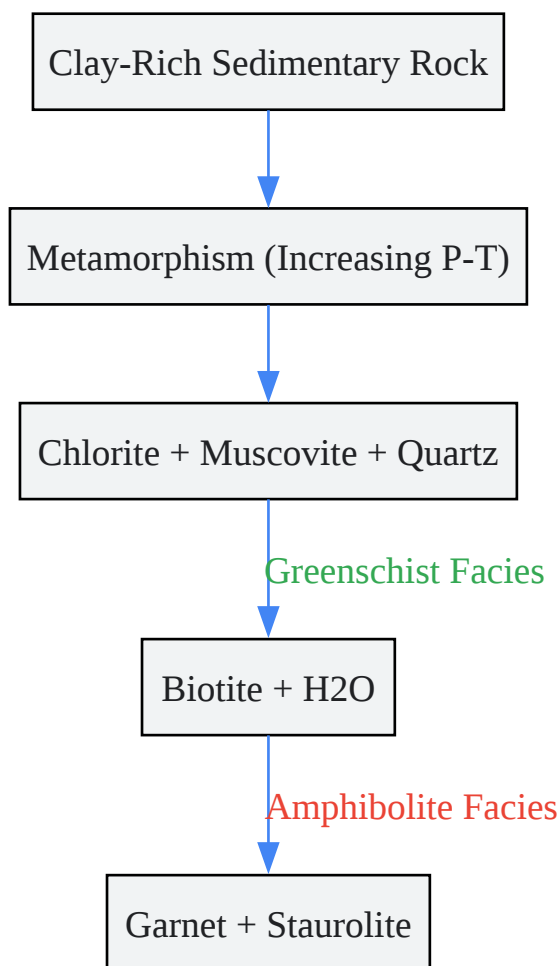 Clay-Rich Sedimentary Rock
Metamorphism (Increasing P-T)
Chlorite + Muscovite + Quartz
Greenschist Facies
Biotite + H2O
Amphibolite Facies
Garnet + Staurolite